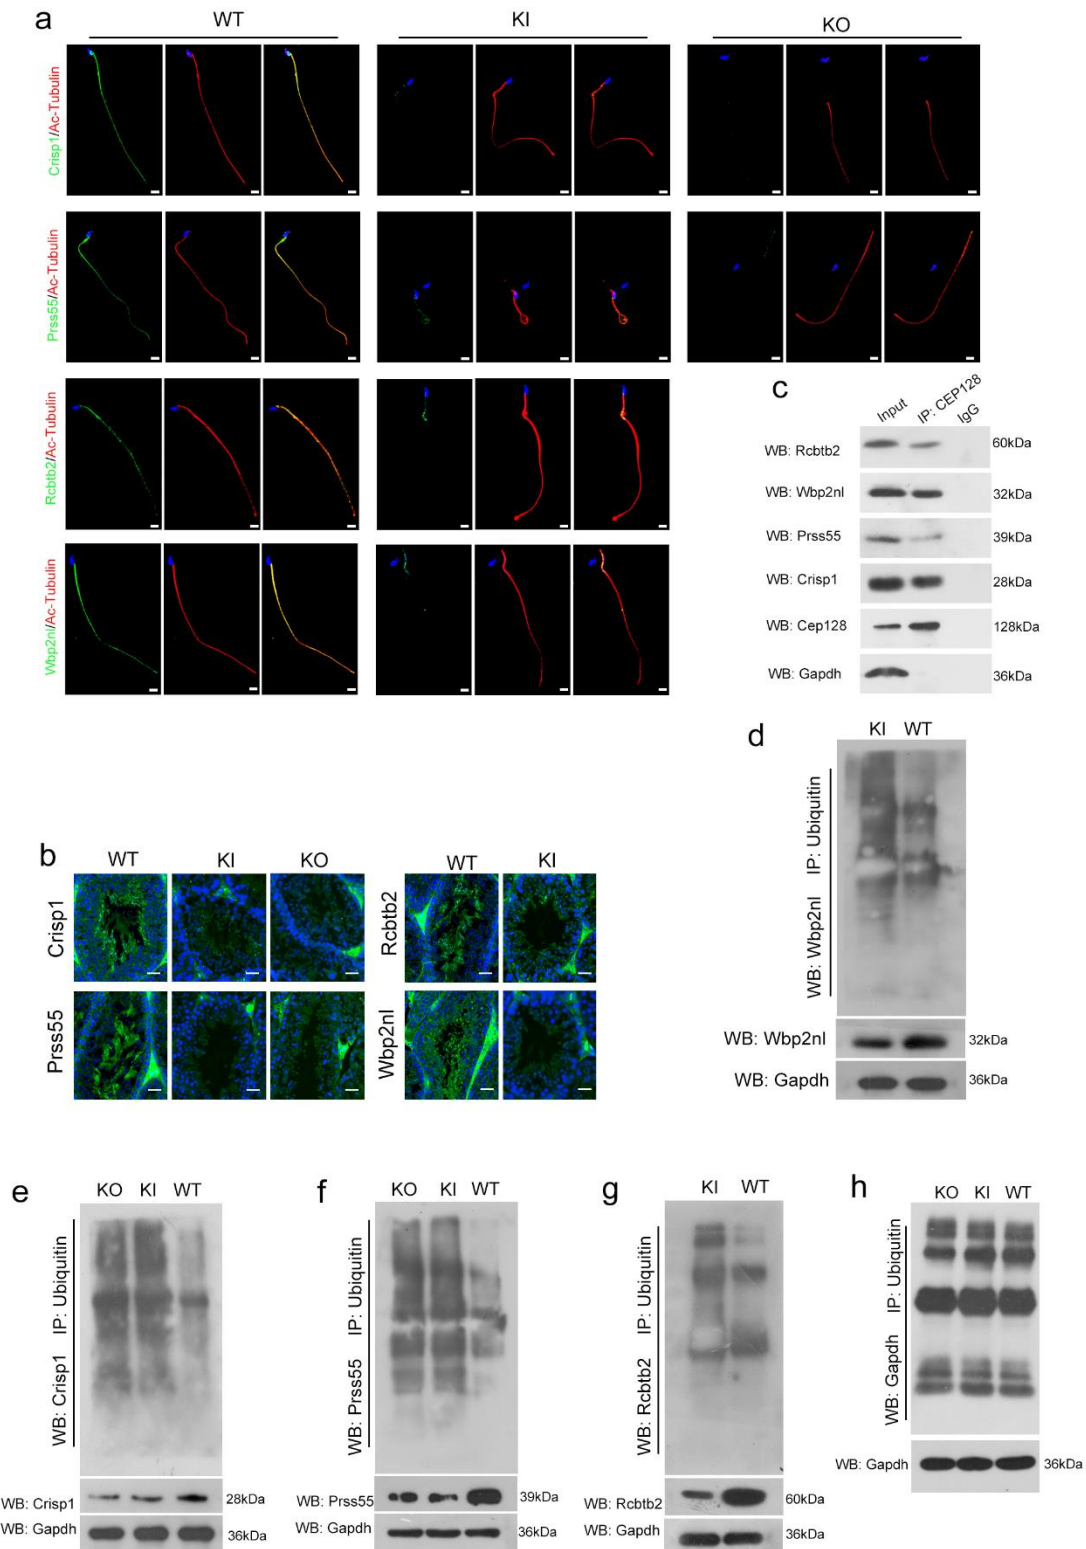 a
WT
KI
KO
Crisp1/Ac-Tubulin
Prss55/Ac-Tubulin
Rcbtb2/Ac-Tubulin
Wbp2nl/Ac-Tubulin
c
Input
IP: CEP128
IgG
WB: Rcbtb2
60kDa
WB: Wbp2nl
32kDa
WB: Prss55
39kDa
WB: Crisp1
28kDa
WB: Cep128
128kDa
WB: Gapdh
36kDa
b
WT
KI
KO
WT
KI
Crisp1
Rcbtb2
Prss55
Wbp2nl
d
KI WT
WB: Wbp2nl IP: Ubiquitin
WB: Wbp2nl
32kDa
WB: Gapdh
36kDa
e
KO KI WT
WB: Crisp1 IP: Ubiquitin
WB: Crisp1
28kDa
WB: Gapdh
36kDa
f
KO KI WT
WB: Prss55 IP: Ubiquitin
WB: Prss55
39kDa
WB: Gapdh
36kDa
g
KI WT
WB: Rcbtb2 IP: Ubiquitin
WB: Rcbtb2
60kDa
WB: Gapdh
36kDa
h
KO KI WT
WB: Gapdh IP: Ubiquitin
WB: Gapdh
36kDa